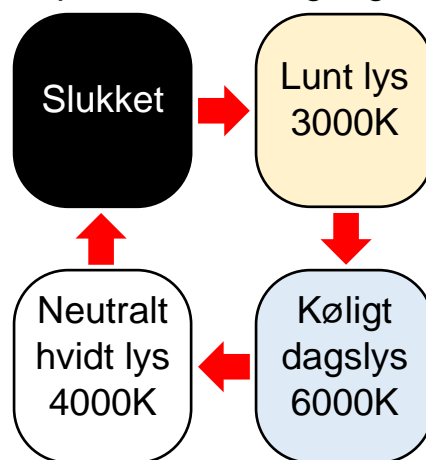 Slukket
Lunt lys
3000K
Neutralt
hvidt lys
4000K
Køligt
dagslys
6000K